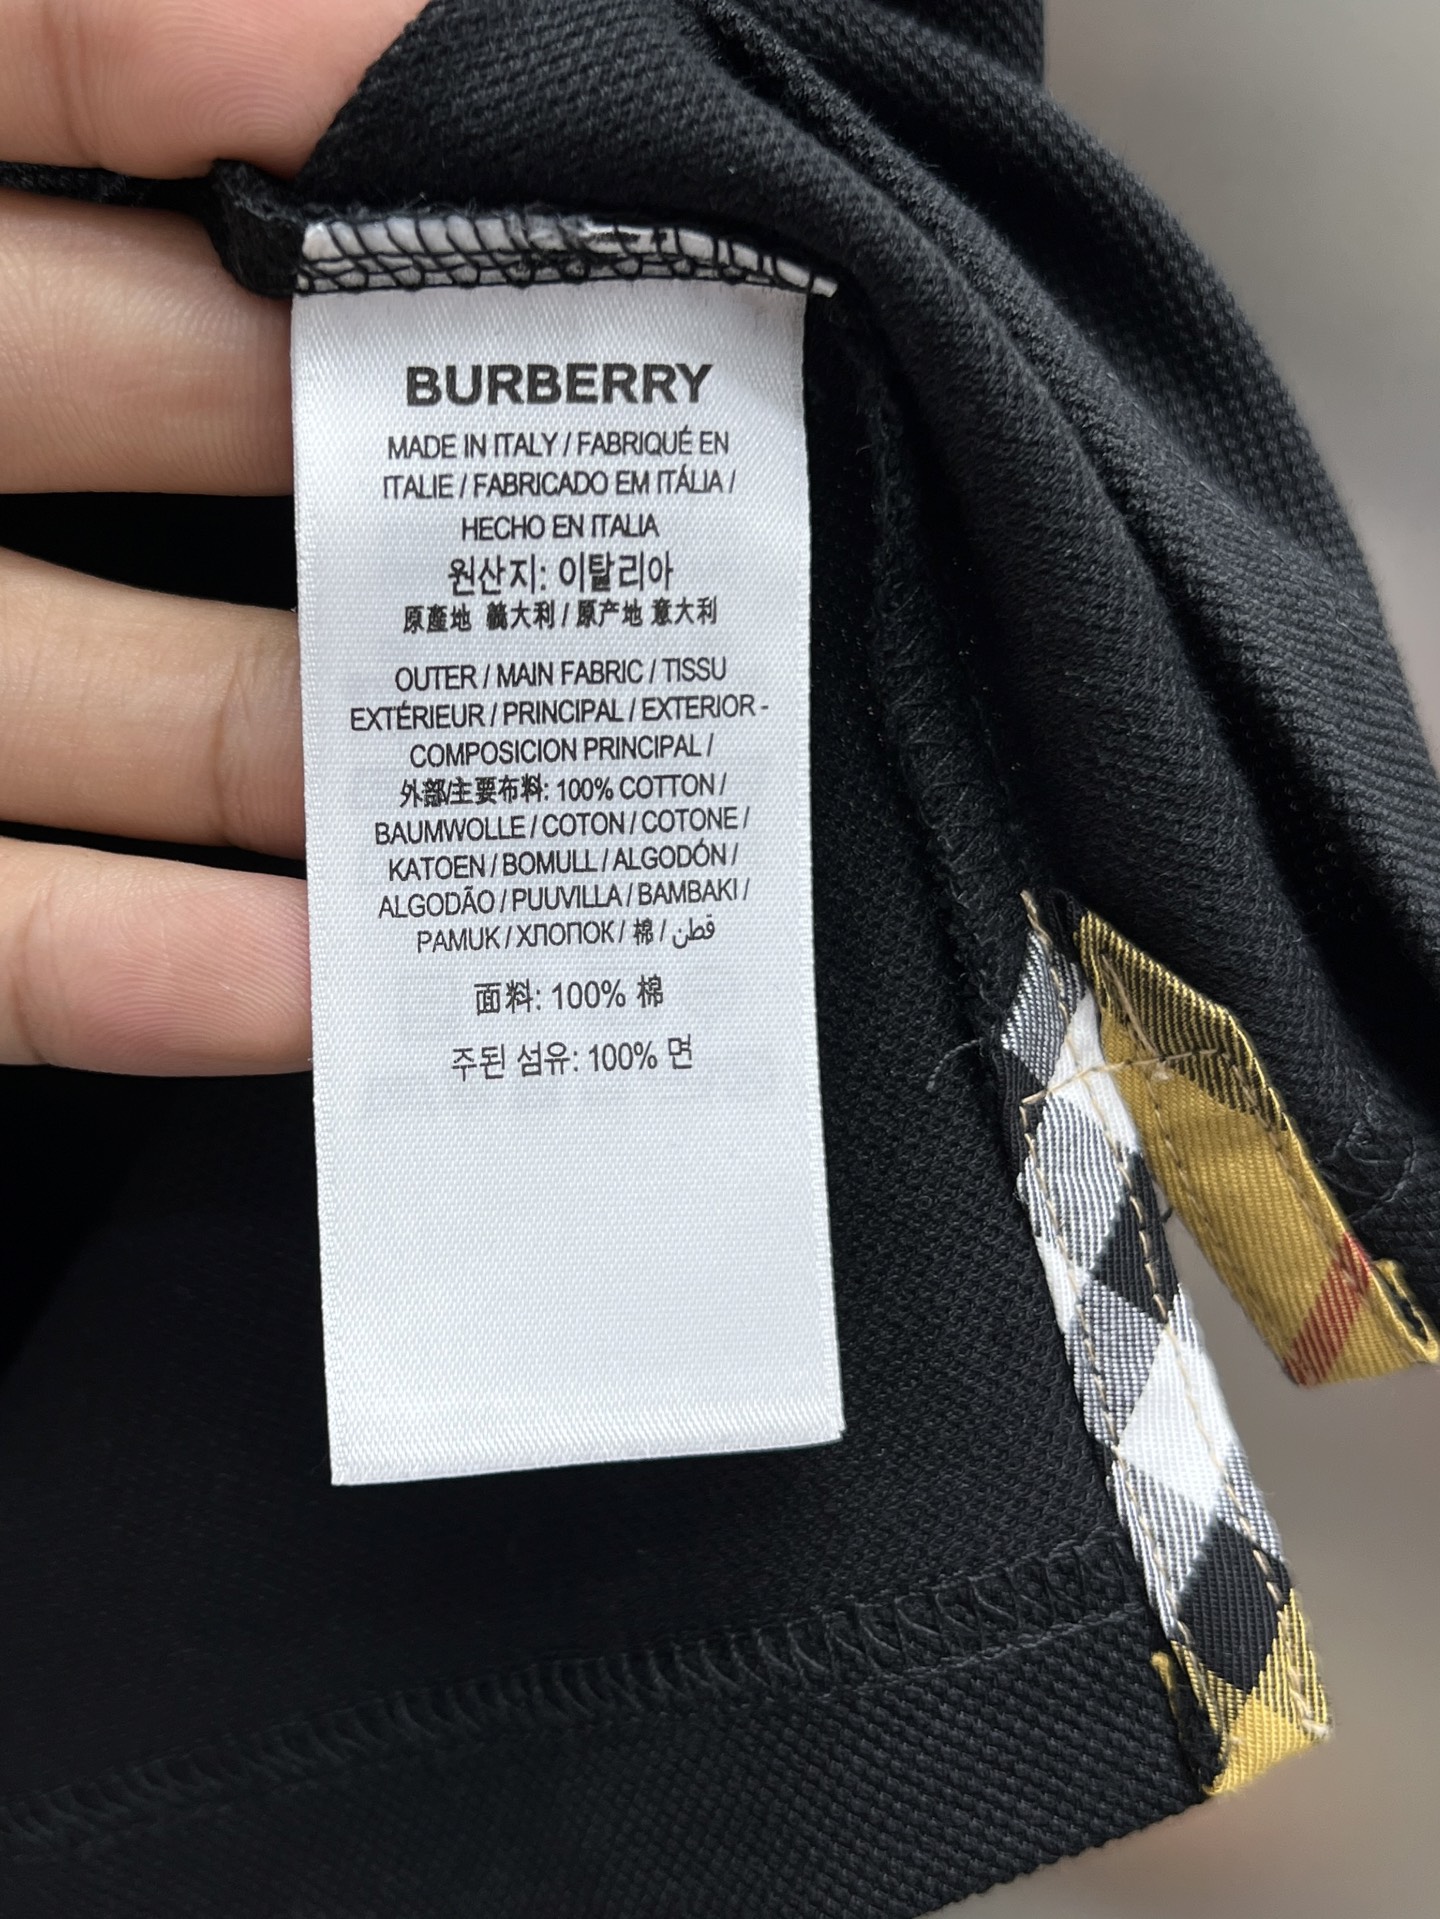 BURBERRY
MADE IN ITALY / FABRIQUÉ EN
ITALIE / FABRICADO EM ITÁLIA /
HECHO EN ITALIA
원산지: 이탈리아
原產地 義大利 / 原产地 意大利
OUTER / MAIN FABRIC / TISSU
EXTÉRIEUR / PRINCIPAL / EXTERIOR -
COMPOSICION PRINCIPAL /
外部/主要布料: 100% COTTON /
BAUMWOLLE / COTON / COTONE /
KATOEN / BOMULL / ALGODÓN /
ALGODÃO / PUUVILLA / BAMBAKI /
PAMUK / ХЛОПОК / 棉 / قطن
面料: 100% 棉
주된 섬유: 100% 면